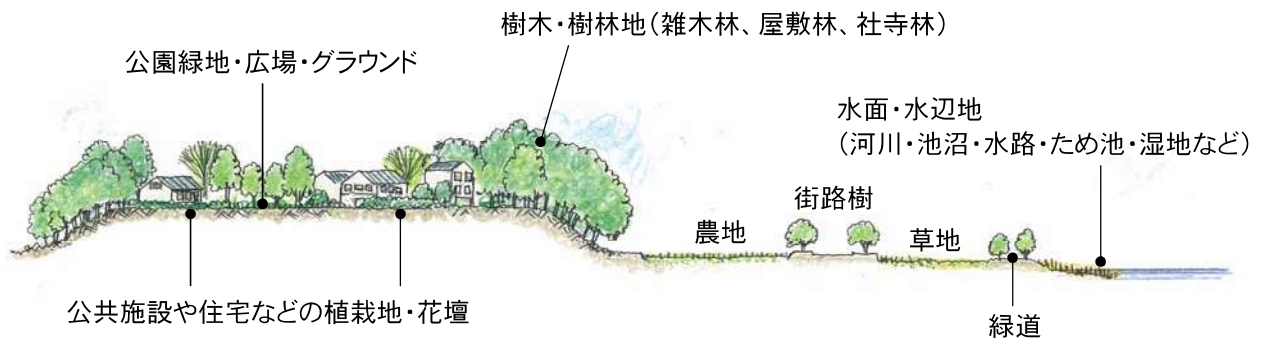 樹木・樹林地（雑木林、屋敷林、社寺林）
公園緑地・広場・グラウンド
水面・水辺地
（河川・池沼・水路・ため池・湿地など）
街路樹
農地
草地
公共施設や住宅などの植栽地・花壇
緑道